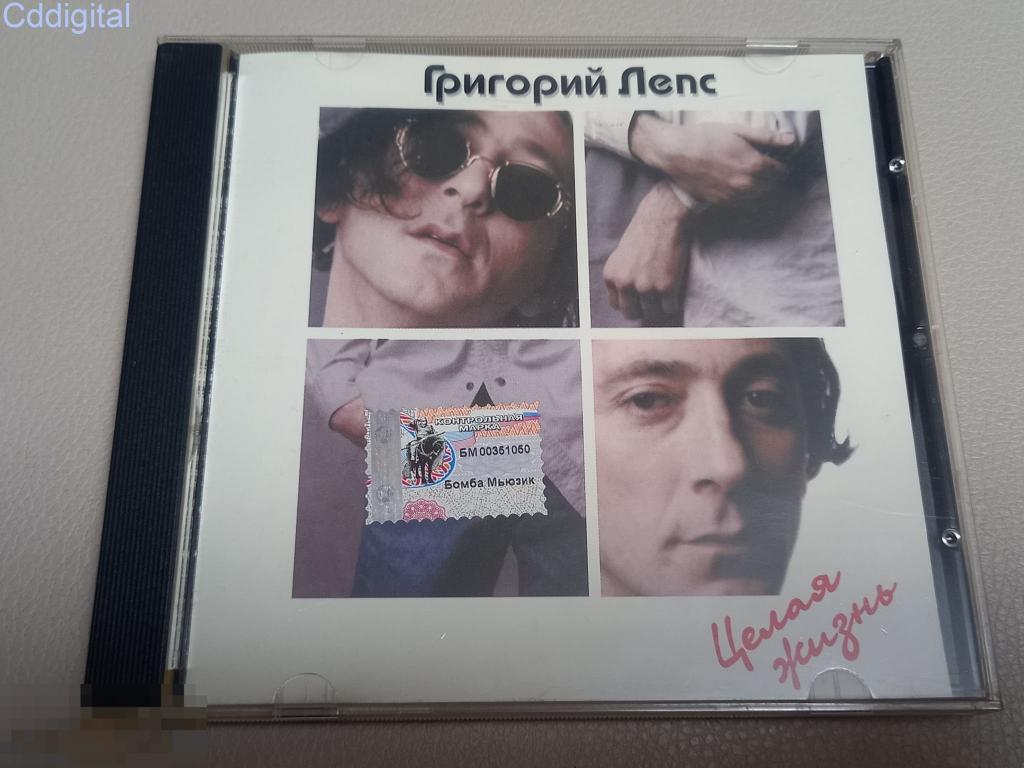 Cddigital
Григорий Лепс
КОНТРОЛЬНАЯ
МАРКА
БМ 00351050
Бомба Мьюзик
Целая
жизнь